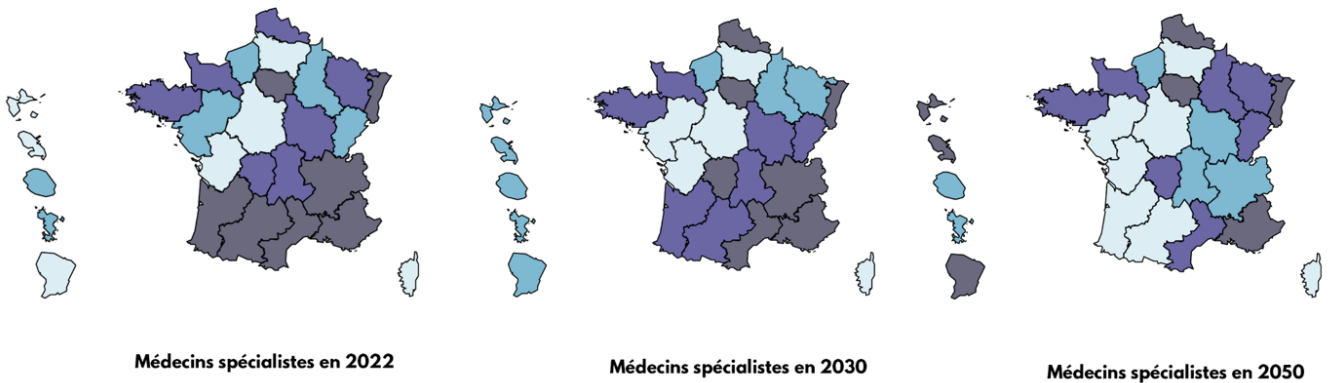 Médecins spécialistes en 2022
Médecins spécialistes en 2030
Médecins spécialistes en 2050